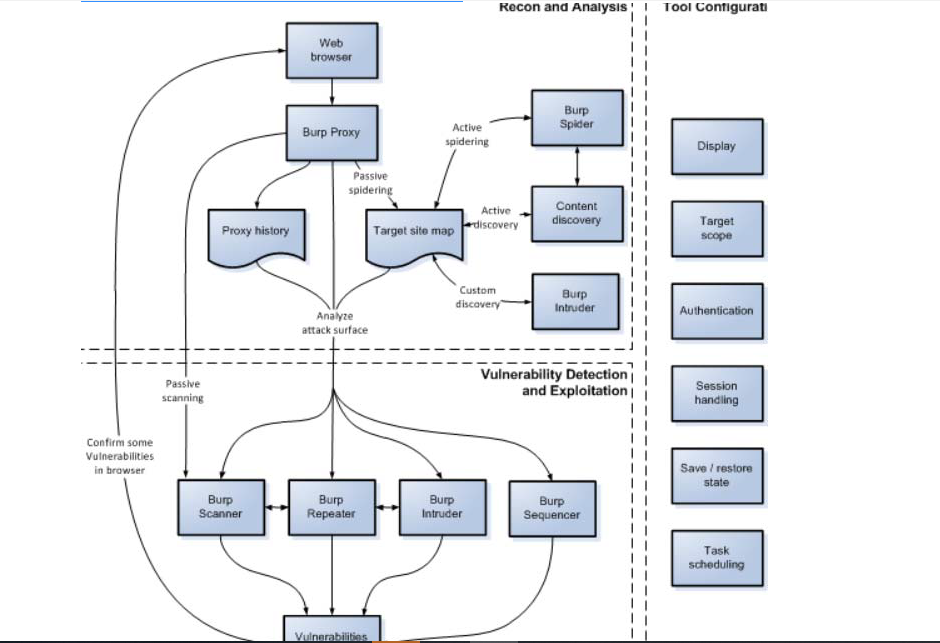 Recon and Analysis
Tool Configurati
Web
browser
Burp Proxy
Burp
Spider
Active
spidering
Passive
spidering
Display
Proxy history
Target site map
Active
discovery
Content
discovery
Target
scope
Custom
discovery
Burp
Intruder
Analyze
attack surface
Authentication
Vulnerability Detection
and Exploitation
Passive
scanning
Session
handling
Confirm some
Vulnerabilities
in browser
Burp
Scanner
Burp
Repeater
Burp
Intruder
Burp
Sequencer
Save / restore
state
Task
scheduling
Vulnerabilities